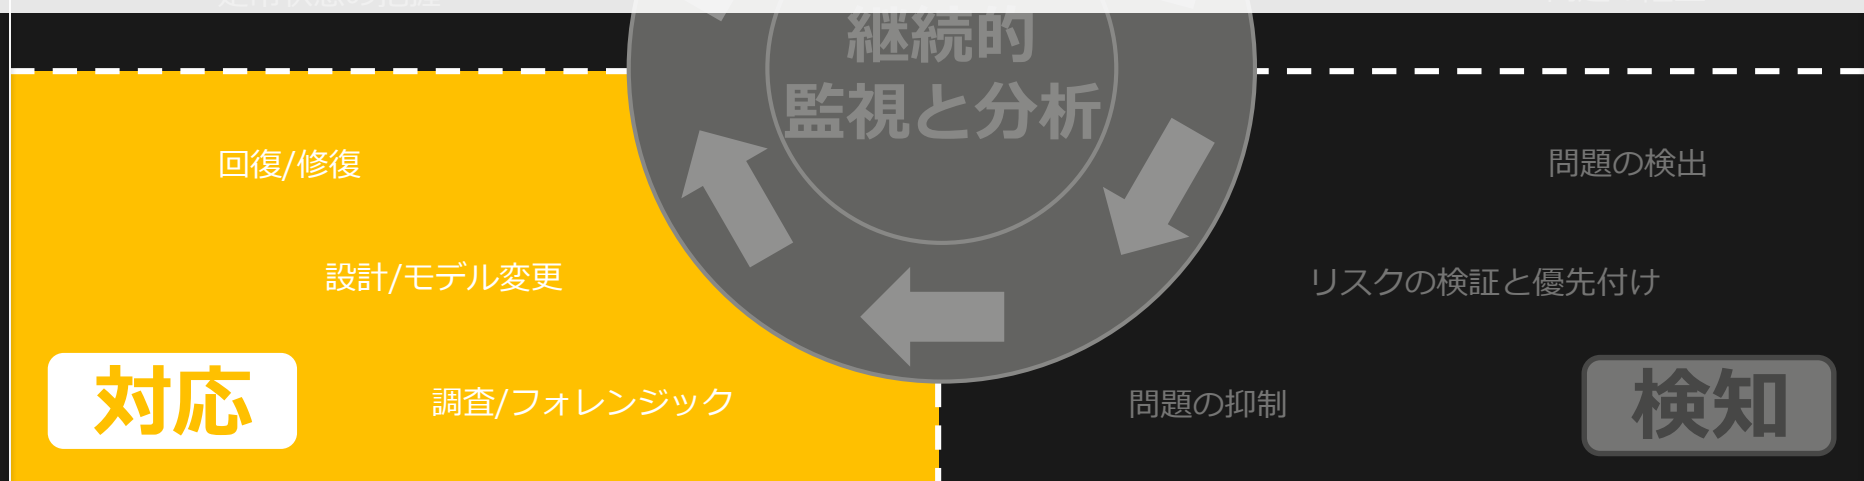 継続的
監視と分析
回復/修復
設計/モデル変更
対応
調査/フォレンジック
問題の検出
リスクの検証と優先付け
問題の抑制
検知